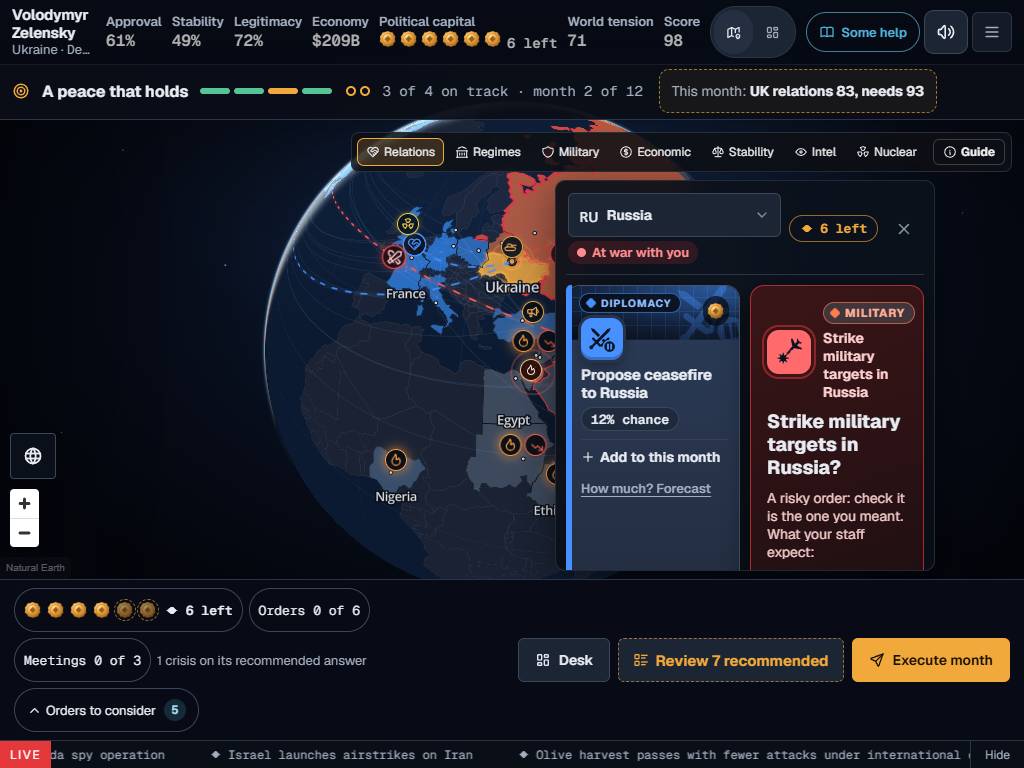 Volodymyr
Zelensky
Ukraine · De...
Approval
61%
Stability
49%
Legitimacy
72%
Economy
$209B
Political capital
6 left
World tension
71
Score
98
Some help
A peace that holds
3 of 4 on track · month 2 of 12
This month: UK relations 83, needs 93
Relations
Regimes
Military
Economic
Stability
Intel
Nuclear
Guide
RU Russia
6 left
At war with you
DIPLOMACY
Propose ceasefire
to Russia
12% chance
+ Add to this month
How much? Forecast
MILITARY
Strike
military
targets in
Russia
Strike military
targets in
Russia?
A risky order: check it
is the one you meant.
What your staff
expect:
France
Ukraine
Egypt
Nigeria
Ethi
+
−
Natural Earth
6 left
Orders 0 of 6
Meetings 0 of 3
1 crisis on its recommended answer
Desk
Review 7 recommended
Execute month
Orders to consider 5
LIVE
da spy operation
Israel launches airstrikes on Iran
Olive harvest passes with fewer attacks under international
Hide